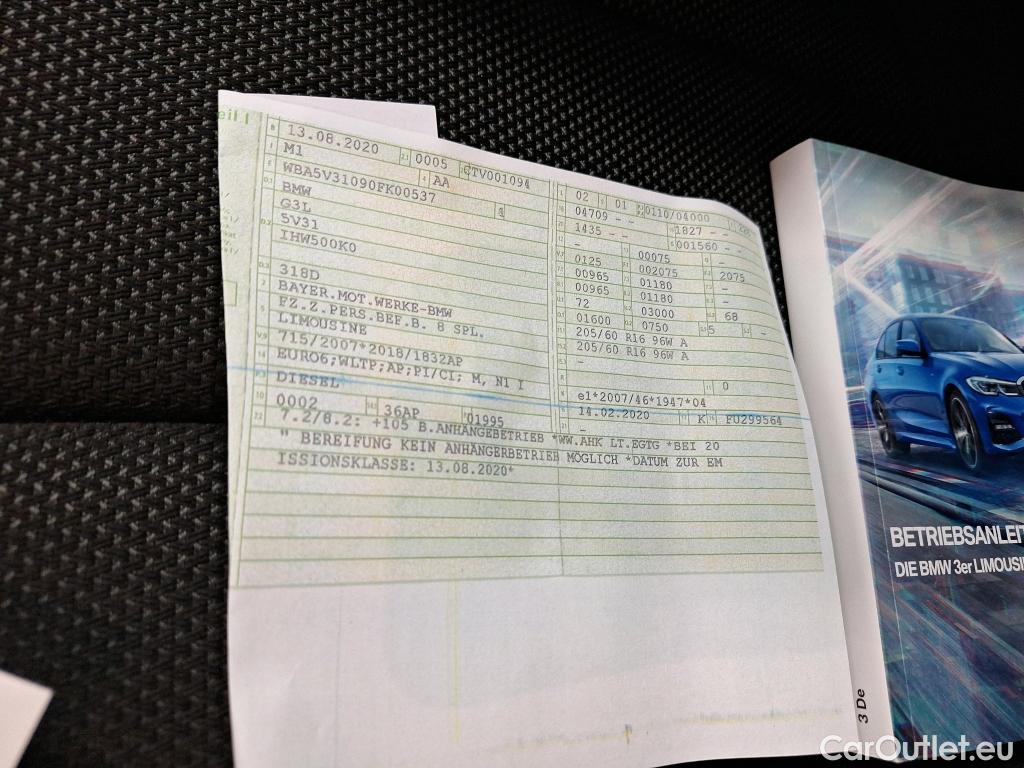 eil I
13.08.2020 0005 CTV001094
M1 AA
WBA5V31090FK00537
BMW
G3L
5V31
IHW500K0
318D
BAYER.MOT.WERKE-BMW
FZ.Z.PERS.BEF.B. 8 SPL.
LIMOUSINE
715/2007*2018/1832AP
EURO6;WLTP;AP;PI/CI; M, N1 I
DIESEL
0002 36AP 01995
02 01 0110/04000
04709 - - 1827 - -
1435 - - 001560 - -
- 00075 -
0125 002075 2075
00965 01180 -
00965 01180 -
72 03000 68
01600 0750 5 -
205/60 R16 96W A
205/60 R16 96W A
-
0
e1*2007/46*1947*04
14.02.2020 K FU299564
-
7.2/8.2: +105 B.ANHÄNGEBETRIEB *WW.AHK LT.EGTG *BEI 20
" BEREIFUNG KEIN ANHÄNGERBETRIEB MÖGLICH *DATUM ZUR EM
ISSIONSKLASSE: 13.08.2020*
BETRIEBSANLEIT
DIE BMW 3er LIMOUSIN
3 De
CarOutlet.eu